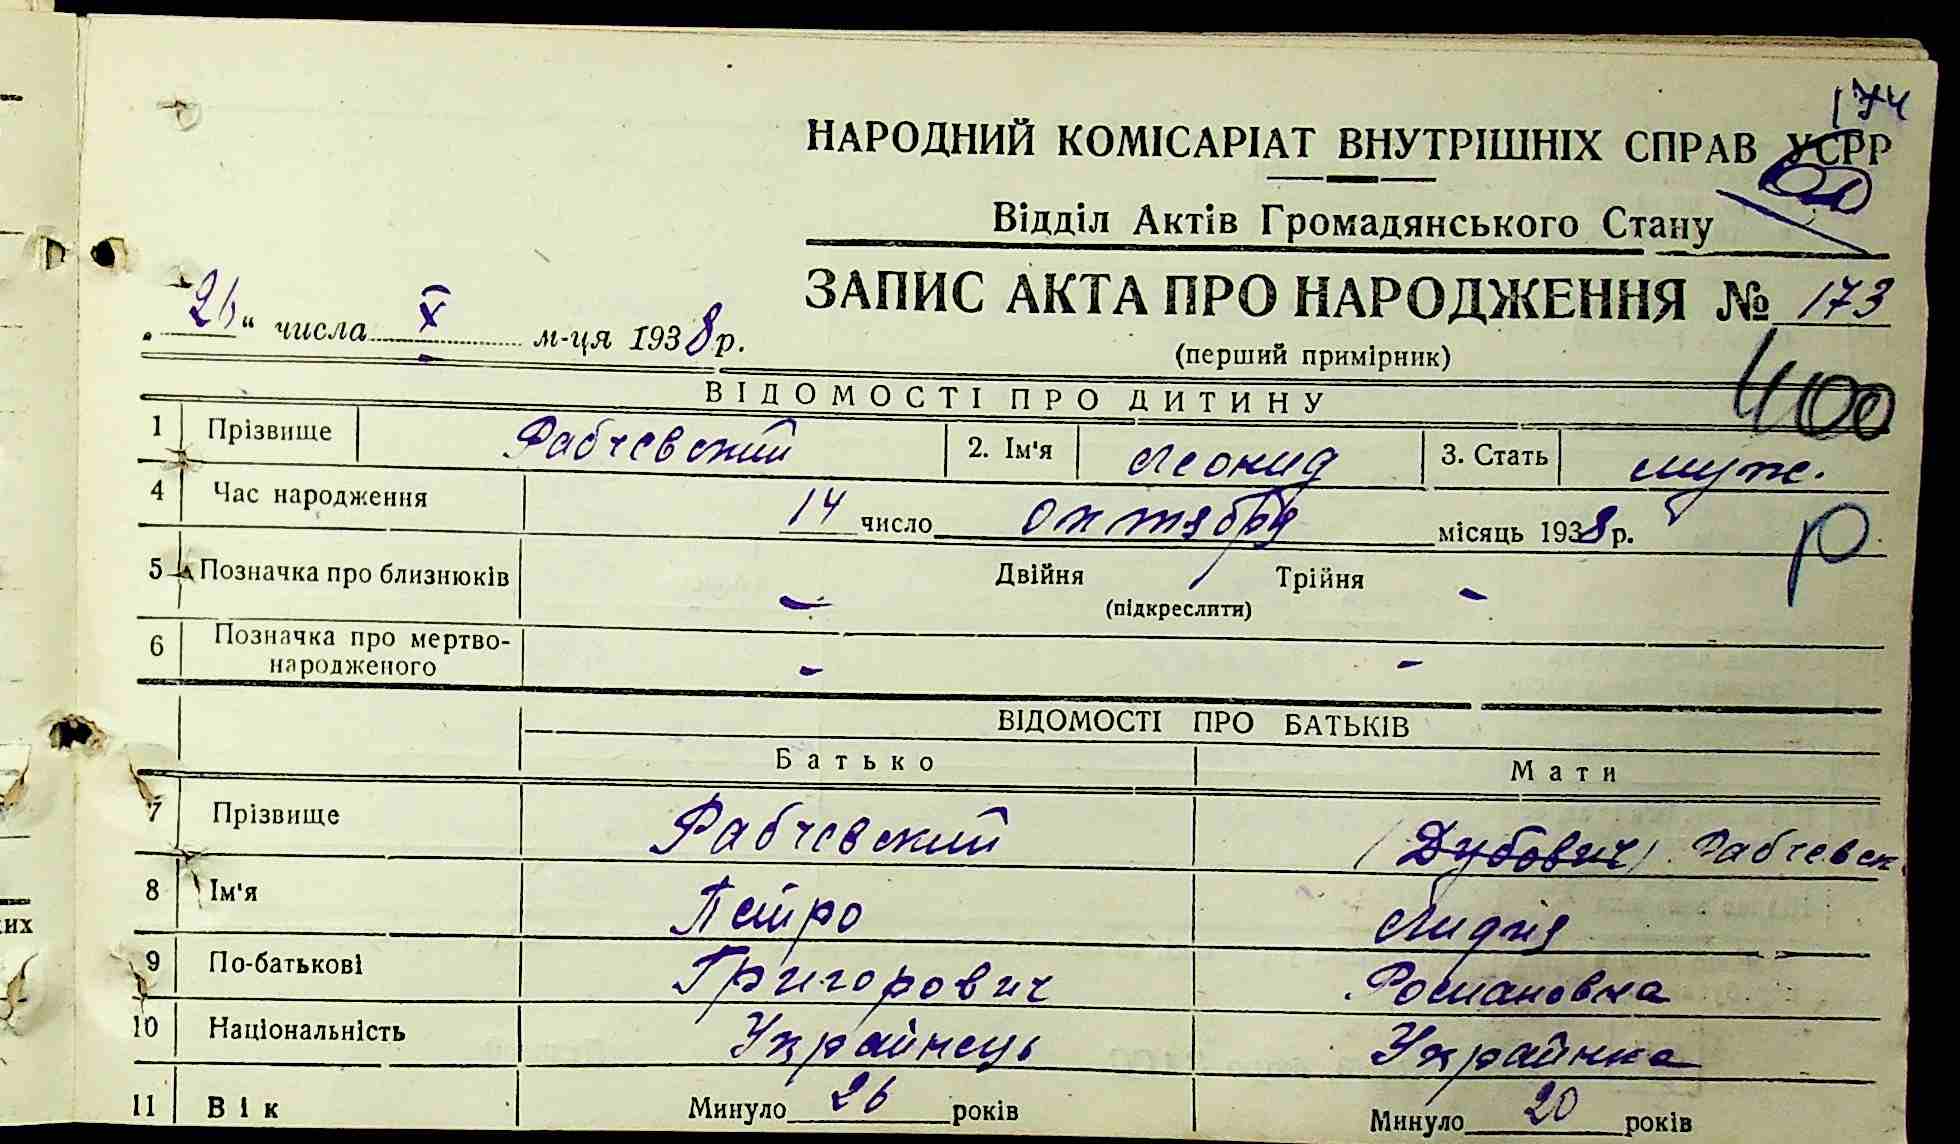 174
НАРОДНИЙ КОМІСАРІАТ ВНУТРІШНІХ СПРАВ УСРР
Відділ Актів Громадянського Стану
ЗАПИС АКТА ПРО НАРОДЖЕННЯ № 173
„26“ числа X м-ця 1938 р.
(перший примірник)
400
ВІДОМОСТІ ПРО ДИТИНУ
1 Прізвище Рабчевский 2. Ім'я Леонид 3. Стать муж.
4 Час народження 14 число октября місяць 1938 р.
Р
5 Позначка про близнюків - Двійня Трійня -
(підкреслити)
6 Позначка про мертво-
народженого - -
ВІДОМОСТІ ПРО БАТЬКІВ
Батько Мати
7 Прізвище Рабчевский (Дубович) Рабчевск
8 Ім'я Петро Лидия
9 По-батькові Григорович Романовна
10 Національність Українець Українка
11 Вік Минуло 26 років Минуло 20 років
их